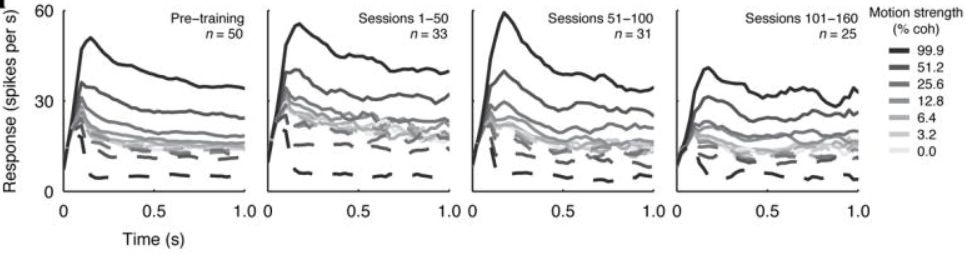 Pre–training
n = 50
Sessions 1–50
n = 33
Sessions 51–100
n = 31
Sessions 101–160
n = 25
Motion strength
(% coh)
99.9
51.2
25.6
12.8
6.4
3.2
0.0
Response (spikes per s)
60
30
0
0 0.5 1.0
0 0.5 1.0
0 0.5 1.0
0 0.5 1.0
Time (s)